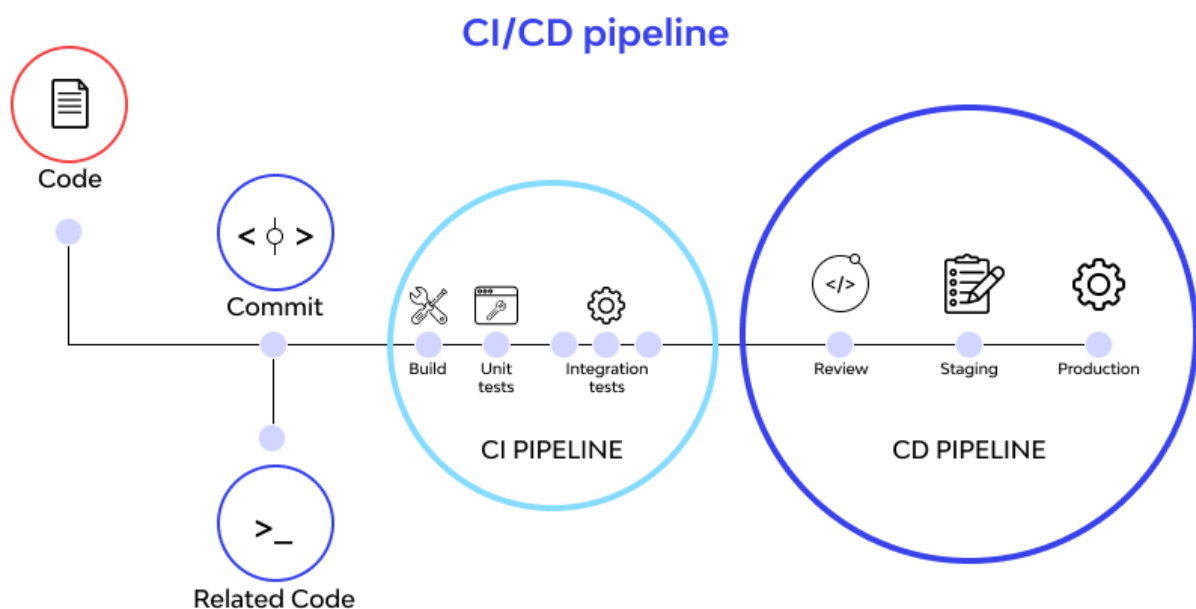 CI/CD pipeline
Code
< >
Commit
>_
Related Code
Build
Unit
tests
Integration
tests
CI PIPELINE
</>
Review
Staging
Production
CD PIPELINE